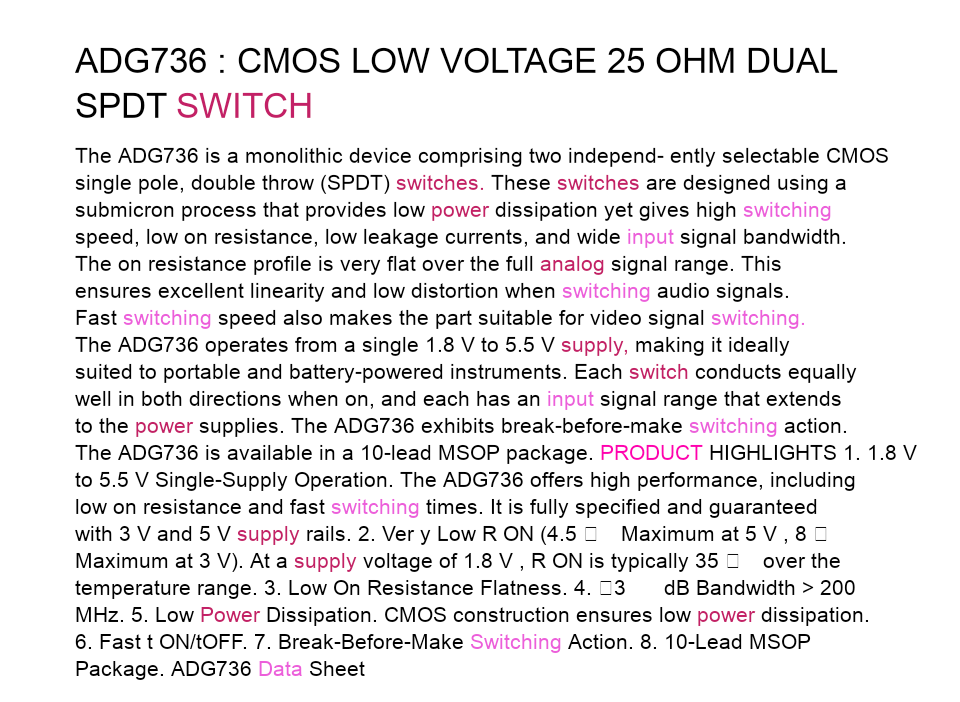 ADG736 : CMOS LOW VOLTAGE 25 OHM DUAL
SPDT SWITCH
The ADG736 is a monolithic device comprising two independ- ently selectable CMOS
single pole, double throw (SPDT) switches. These switches are designed using a
submicron process that provides low power dissipation yet gives high switching
speed, low on resistance, low leakage currents, and wide input signal bandwidth.
The on resistance profile is very flat over the full analog signal range. This
ensures excellent linearity and low distortion when switching audio signals.
Fast switching speed also makes the part suitable for video signal switching.
The ADG736 operates from a single 1.8 V to 5.5 V supply, making it ideally
suited to portable and battery-powered instruments. Each switch conducts equally
well in both directions when on, and each has an input signal range that extends
to the power supplies. The ADG736 exhibits break-before-make switching action.
The ADG736 is available in a 10-lead MSOP package. PRODUCT HIGHLIGHTS 1. 1.8 V
to 5.5 V Single-Supply Operation. The ADG736 offers high performance, including
low on resistance and fast switching times. It is fully specified and guaranteed
with 3 V and 5 V supply rails. 2. Ver y Low R ON (4.5 □ Maximum at 5 V , 8 □
Maximum at 3 V). At a supply voltage of 1.8 V , R ON is typically 35 □ over the
temperature range. 3. Low On Resistance Flatness. 4. □3 dB Bandwidth > 200
MHz. 5. Low Power Dissipation. CMOS construction ensures low power dissipation.
6. Fast t ON/tOFF. 7. Break-Before-Make Switching Action. 8. 10-Lead MSOP
Package. ADG736 Data Sheet